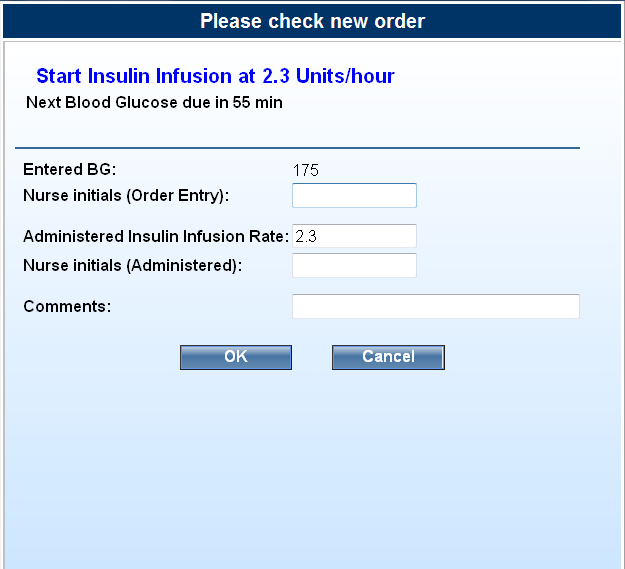 Please check new order
Start Insulin Infusion at 2.3 Units/hour
Next Blood Glucose due in 55 min
Entered BG: 175
Nurse initials (Order Entry):
Administered Insulin Infusion Rate: 2.3
Nurse initials (Administered):
Comments:
OK Cancel